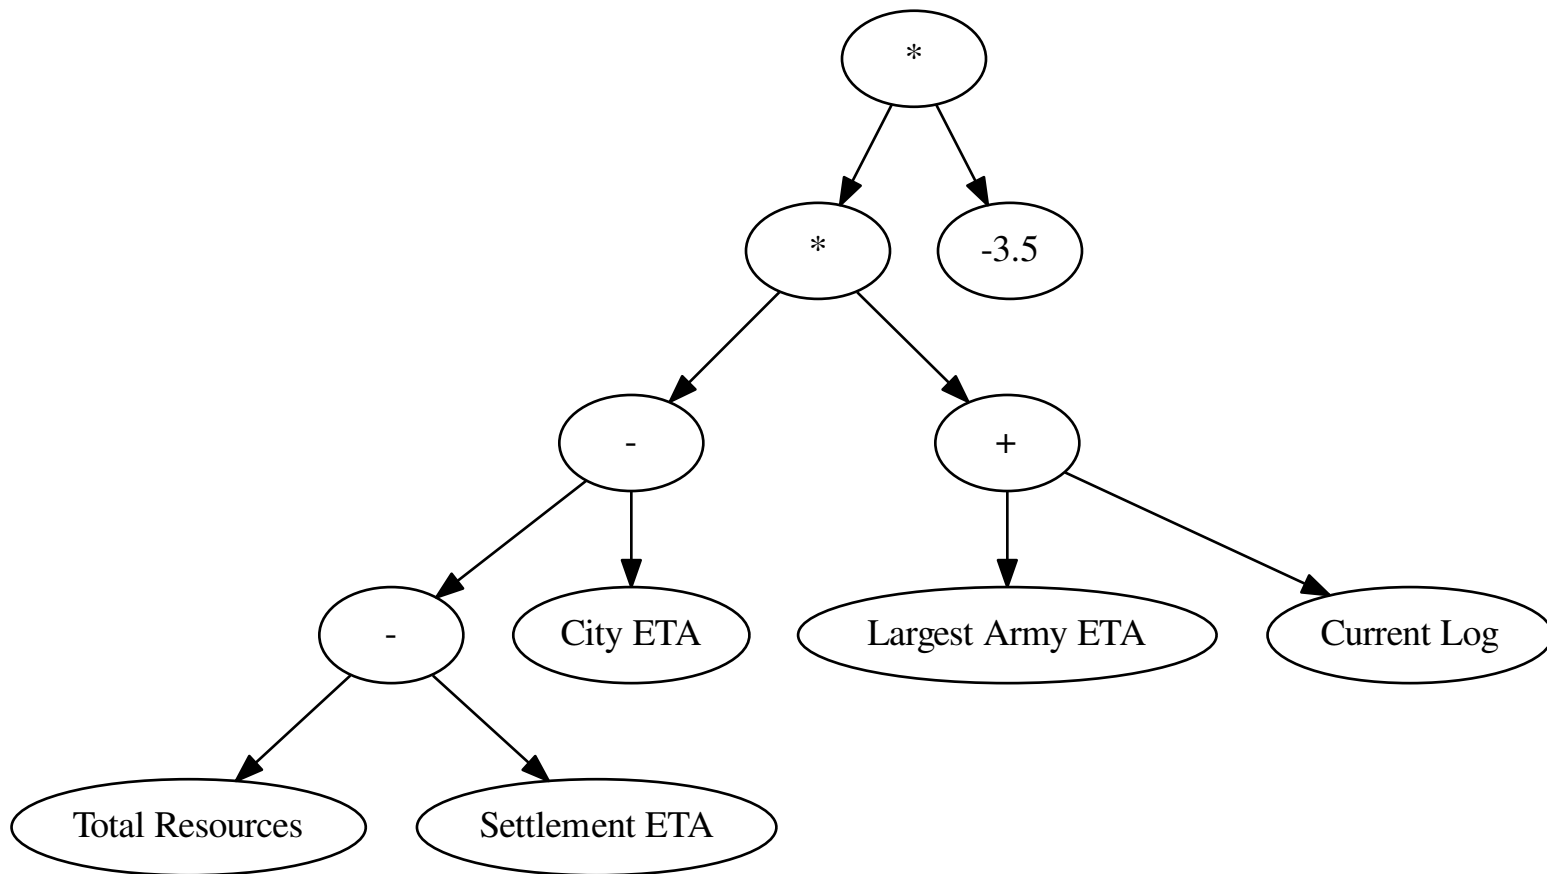 *
*
-3.5
-
+
-
City ETA
Largest Army ETA
Current Log
Total Resources
Settlement ETA